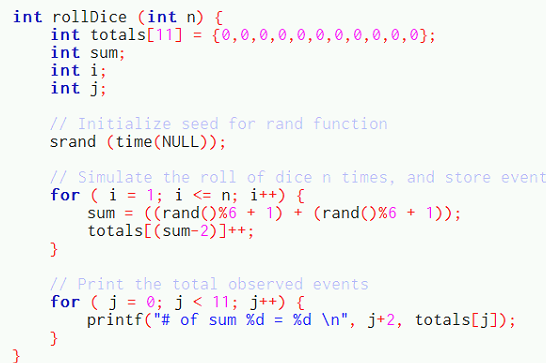 int rollDice (int n) {
    int totals[11] = {0,0,0,0,0,0,0,0,0,0,0};
    int sum;
    int i;
    int j;

    // Initialize seed for rand function
    srand (time(NULL));

    // Simulate the roll of dice n times, and store event
    for ( i = 1; i <= n; i++) {
        sum = ((rand()%6 + 1) + (rand()%6 + 1));
        totals[(sum-2)]++;
    }

    // Print the total observed events
    for ( j = 0; j < 11; j++) {
        printf("# of sum %d = %d \n", j+2, totals[j]);
    }
}